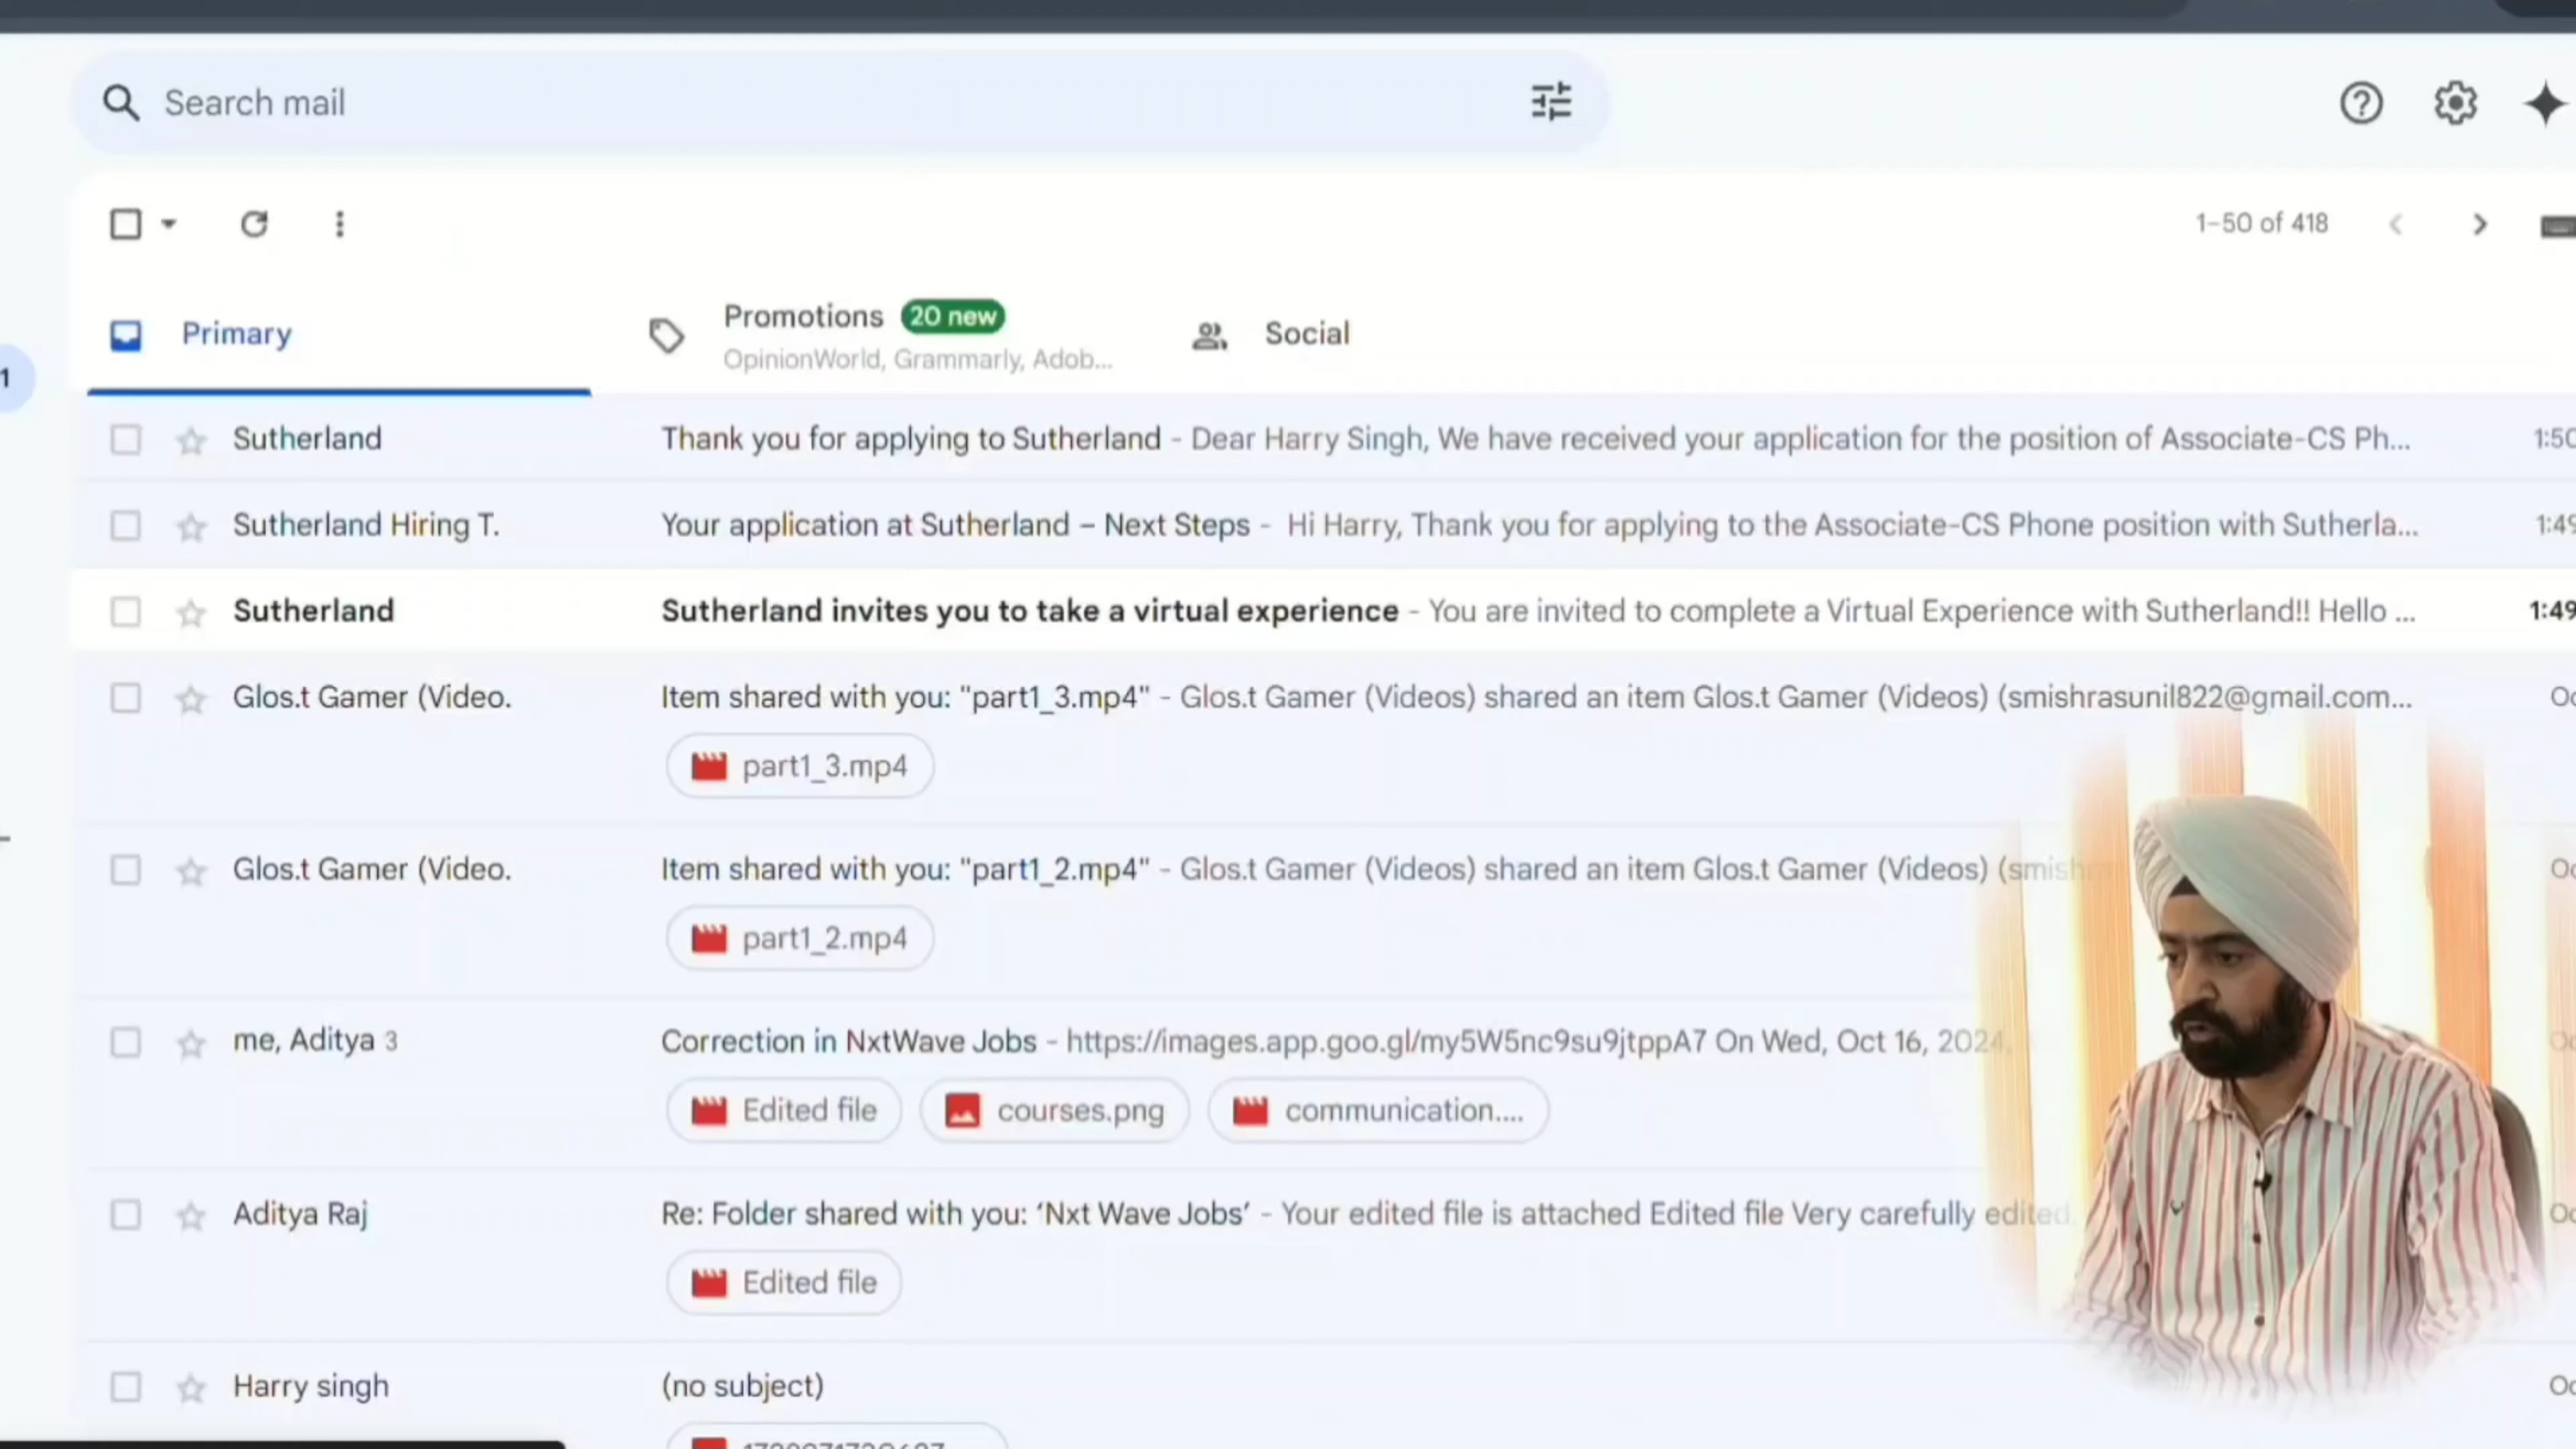 Search mail
1–50 of 418
Primary
Promotions 20 new
OpinionWorld, Grammarly, Adob...
Social
1
Sutherland Thank you for applying to Sutherland - Dear Harry Singh, We have received your application for the position of Associate-CS Ph... 1:50
Sutherland Hiring T. Your application at Sutherland – Next Steps - Hi Harry, Thank you for applying to the Associate-CS Phone position with Sutherla... 1:49
Sutherland Sutherland invites you to take a virtual experience - You are invited to complete a Virtual Experience with Sutherland!! Hello ... 1:49
Glos.t Gamer (Video. Item shared with you: "part1_3.mp4" - Glos.t Gamer (Videos) shared an item Glos.t Gamer (Videos) (smishrasunil822@gmail.com...
part1_3.mp4
Glos.t Gamer (Video. Item shared with you: "part1_2.mp4" - Glos.t Gamer (Videos) shared an item Glos.t Gamer (Videos) (smish
part1_2.mp4
me, Aditya 3 Correction in NxtWave Jobs - https://images.app.goo.gl/my5W5nc9su9jtppA7 On Wed, Oct 16, 2024,
Edited file courses.png communication....
Aditya Raj Re: Folder shared with you: ‘Nxt Wave Jobs’ - Your edited file is attached Edited file Very carefully edited,
Edited file
Harry singh (no subject)